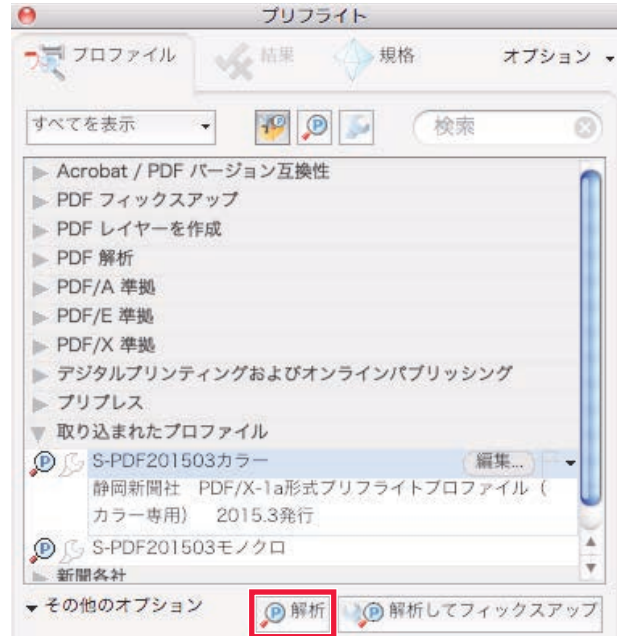 プリフライト
プロファイル 結果 規格 オプション
すべてを表示 検索
Acrobat / PDF バージョン互換性
PDF フィックスアップ
PDF レイヤーを作成
PDF 解析
PDF/A 準拠
PDF/E 準拠
PDF/X 準拠
デジタルプリンティングおよびオンラインパブリッシング
プリプレス
取り込まれたプロファイル
S-PDF201503カラー 編集...
静岡新聞社 PDF/X-1a形式プリフライトプロファイル（
カラー専用） 2015.3発行
S-PDF201503モノクロ
新聞各社
その他のオプション 解析 解析してフィックスアップ